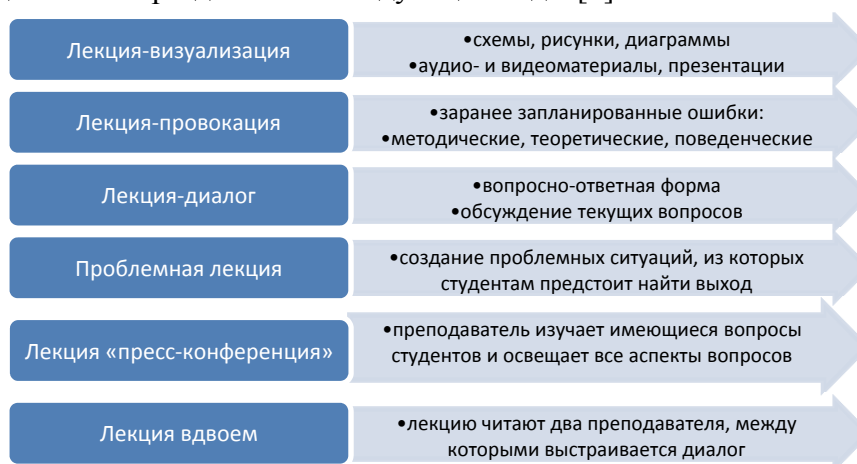 Лекция-визуализация
•схемы, рисунки, диаграммы
•аудио- и видеоматериалы, презентации
Лекция-провокация
•заранее запланированные ошибки:
•методические, теоретические, поведенческие
Лекция-диалог
•вопросно-ответная форма
•обсуждение текущих вопросов
Проблемная лекция
•создание проблемных ситуаций, из которых
студентам предстоит найти выход
Лекция «пресс-конференция»
•преподаватель изучает имеющиеся вопросы
студентов и освещает все аспекты вопросов
Лекция вдвоем
•лекцию читают два преподавателя, между
которыми выстраивается диалог